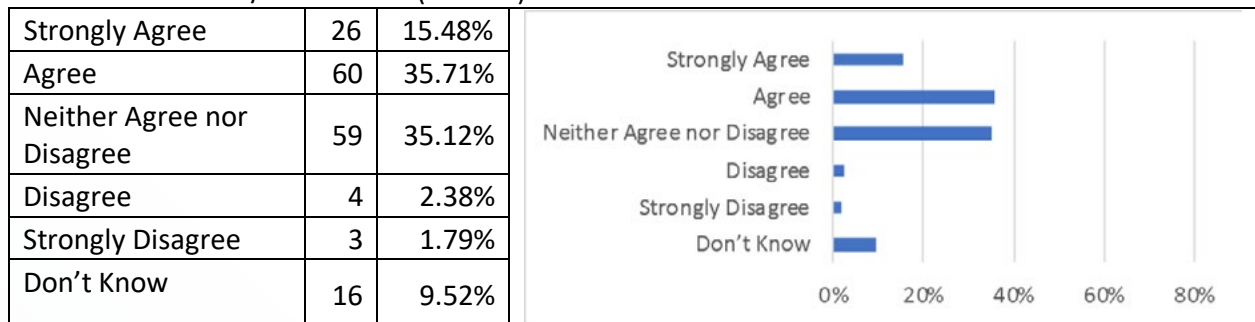 Strongly Agree 26 15.48%
Agree 60 35.71%
Neither Agree nor
Disagree 59 35.12%
Disagree 4 2.38%
Strongly Disagree 3 1.79%
Don’t Know 16 9.52%
Strongly Agree
Agree
Neither Agree nor Disagree
Disagree
Strongly Disagree
Don’t Know
0% 20% 40% 60% 80%